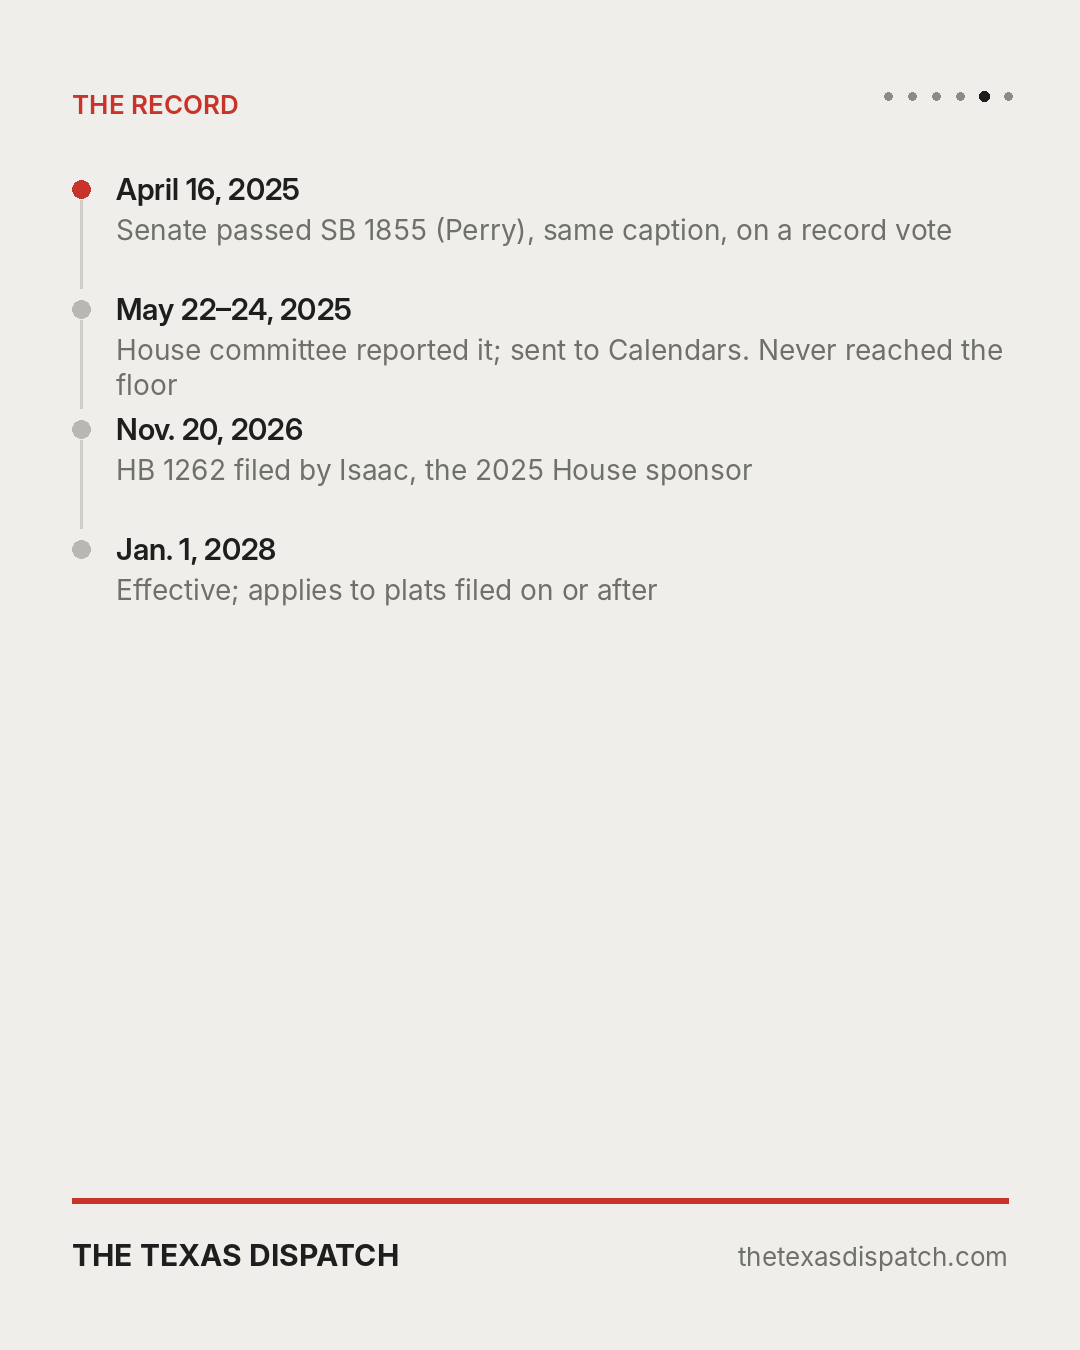 THE RECORD
April 16, 2025
Senate passed SB 1855 (Perry), same caption, on a record vote
May 22–24, 2025
House committee reported it; sent to Calendars. Never reached the
floor
Nov. 20, 2026
HB 1262 filed by Isaac, the 2025 House sponsor
Jan. 1, 2028
Effective; applies to plats filed on or after
THE TEXAS DISPATCH
thetexasdispatch.com